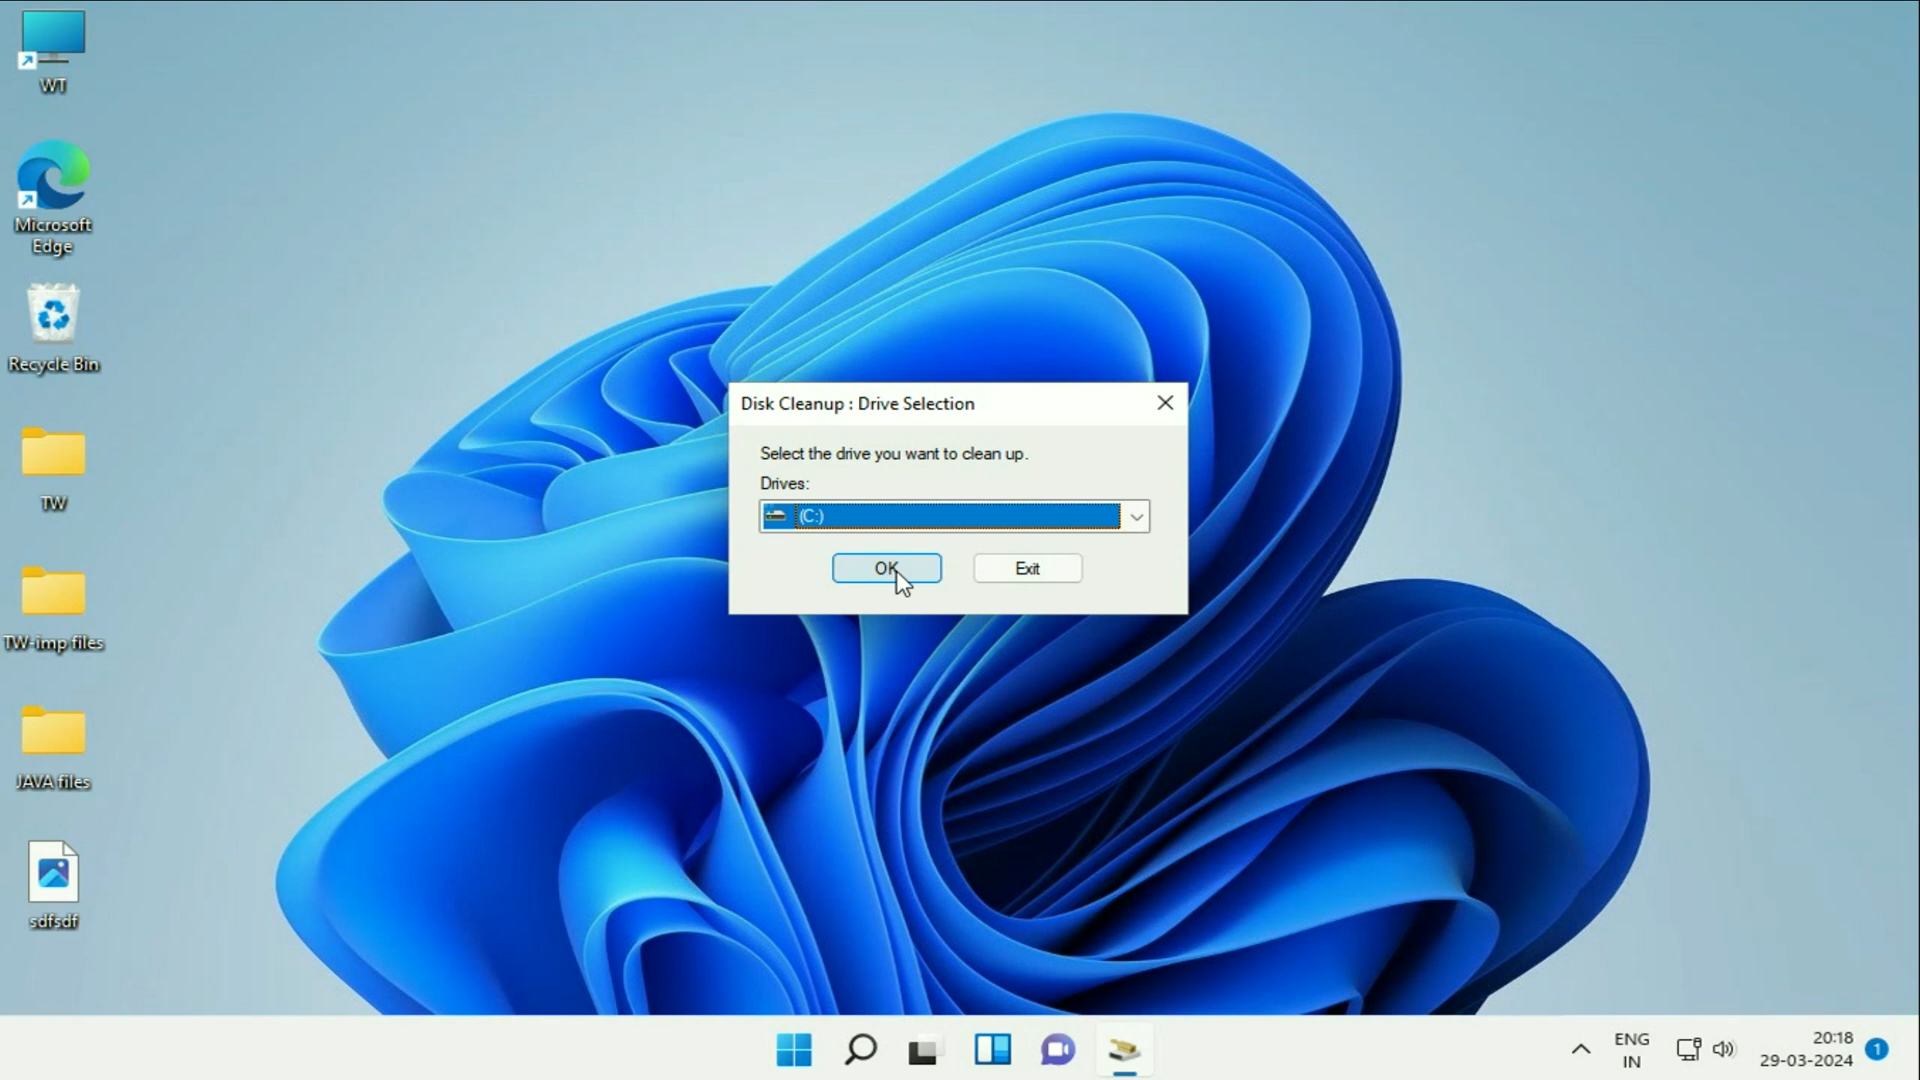 WT
Microsoft
Edge
Recycle Bin
TW
TW-imp files
JAVA files
sdfsdf
Disk Cleanup : Drive Selection
Select the drive you want to clean up.
Drives:
(C:)
OK
Exit
ENG
IN
20:18
29-03-2024
1